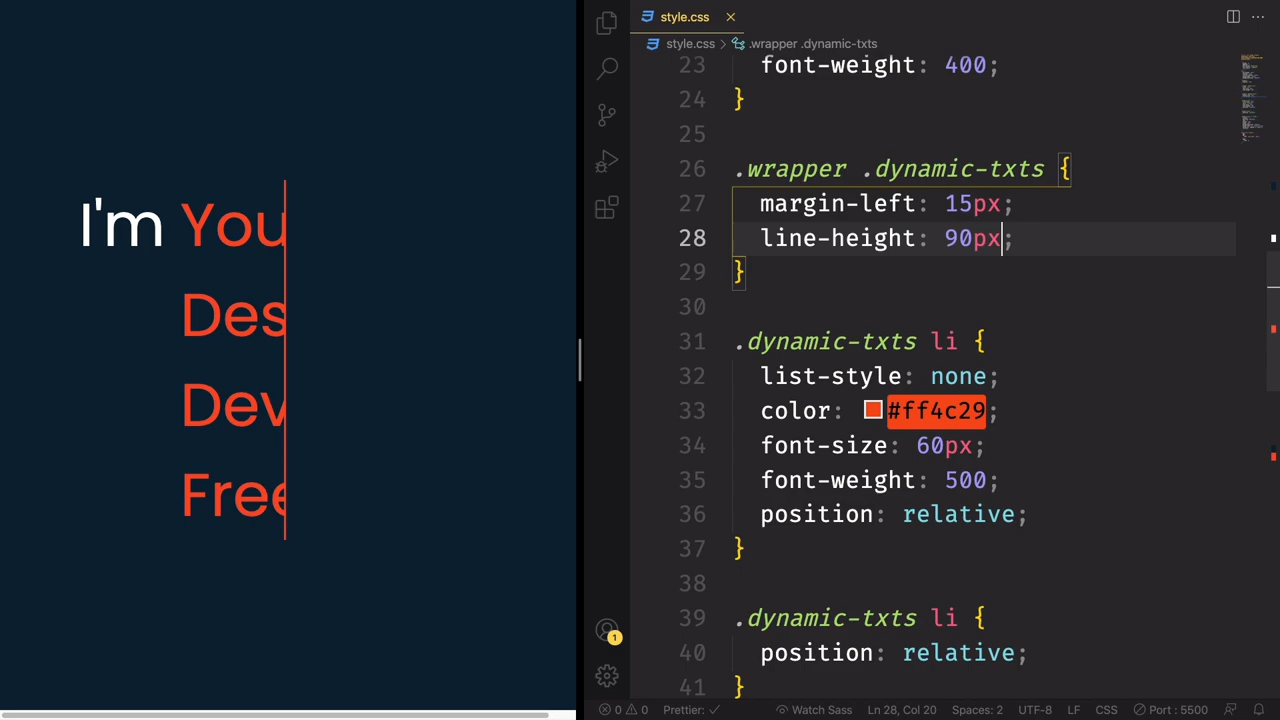 I'm You
Des
Dev
Free
style.css
style.css > .wrapper .dynamic-txts
23 font-weight: 400;
24 }
25
26 .wrapper .dynamic-txts {
27 margin-left: 15px;
28 line-height: 90px;
29 }
30
31 .dynamic-txts li {
32 list-style: none;
33 color: #ff4c29;
34 font-size: 60px;
35 font-weight: 500;
36 position: relative;
37 }
38
39 .dynamic-txts li {
40 position: relative;
41 }
1
0 0 Prettier: ✓ Watch Sass Ln 28, Col 20 Spaces: 2 UTF-8 LF CSS Port : 5500